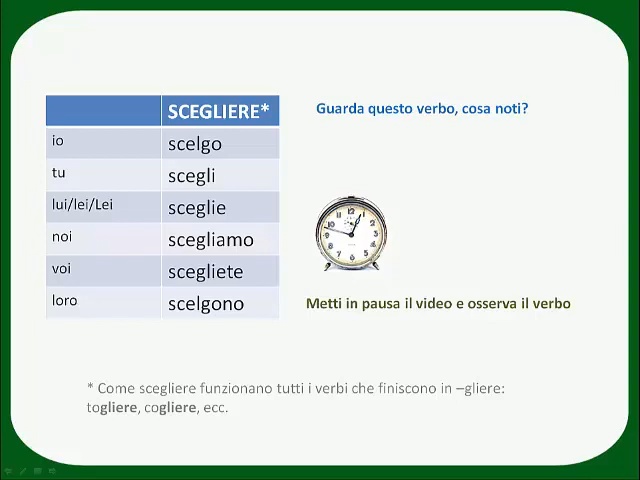 SCEGLIERE*
io scelgo
tu scegli
lui/lei/Lei sceglie
noi scegliamo
voi scegliete
loro scelgono
Guarda questo verbo, cosa noti?
Metti in pausa il video e osserva il verbo
* Come scegliere funzionano tutti i verbi che finiscono in –gliere:
togliere, cogliere, ecc.